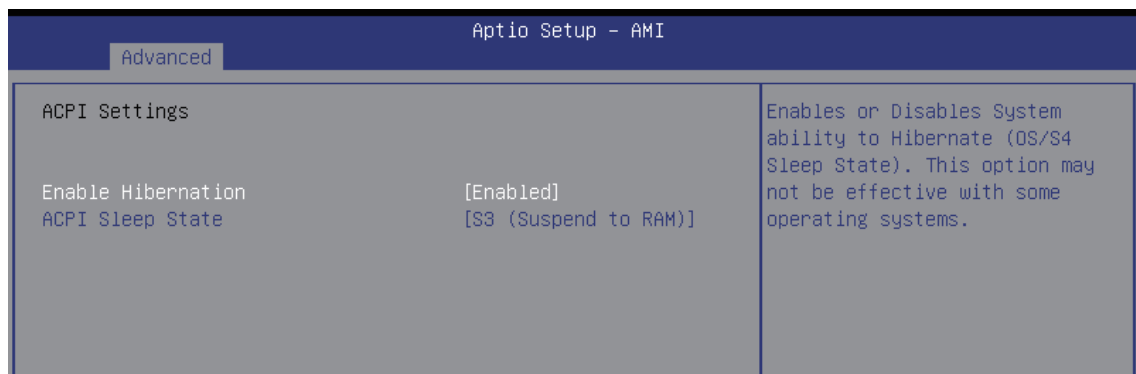 Aptio Setup – AMI
Advanced
ACPI Settings
Enable Hibernation [Enabled]
ACPI Sleep State [S3 (Suspend to RAM)]
Enables or Disables System
ability to Hibernate (OS/S4
Sleep State). This option may
not be effective with some
operating systems.